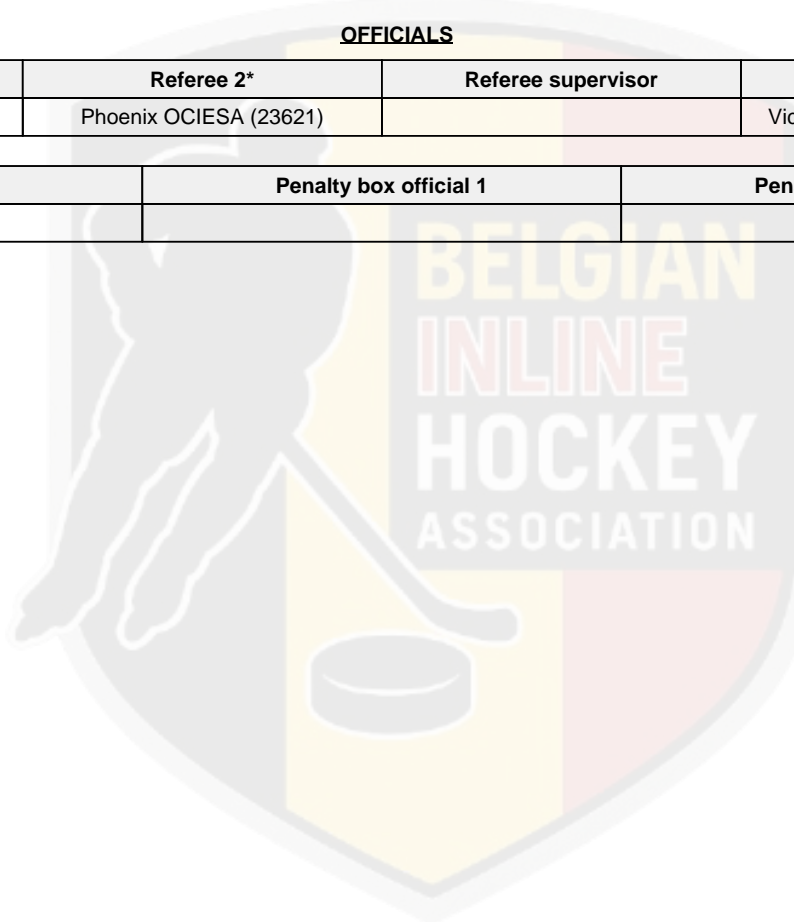 OFFICIALS
Referee 2* Referee supervisor
Phoenix OCIESA (23621)
Penalty box official 1
BELGIAN
INLINE
HOCKEY
ASSOCIATION